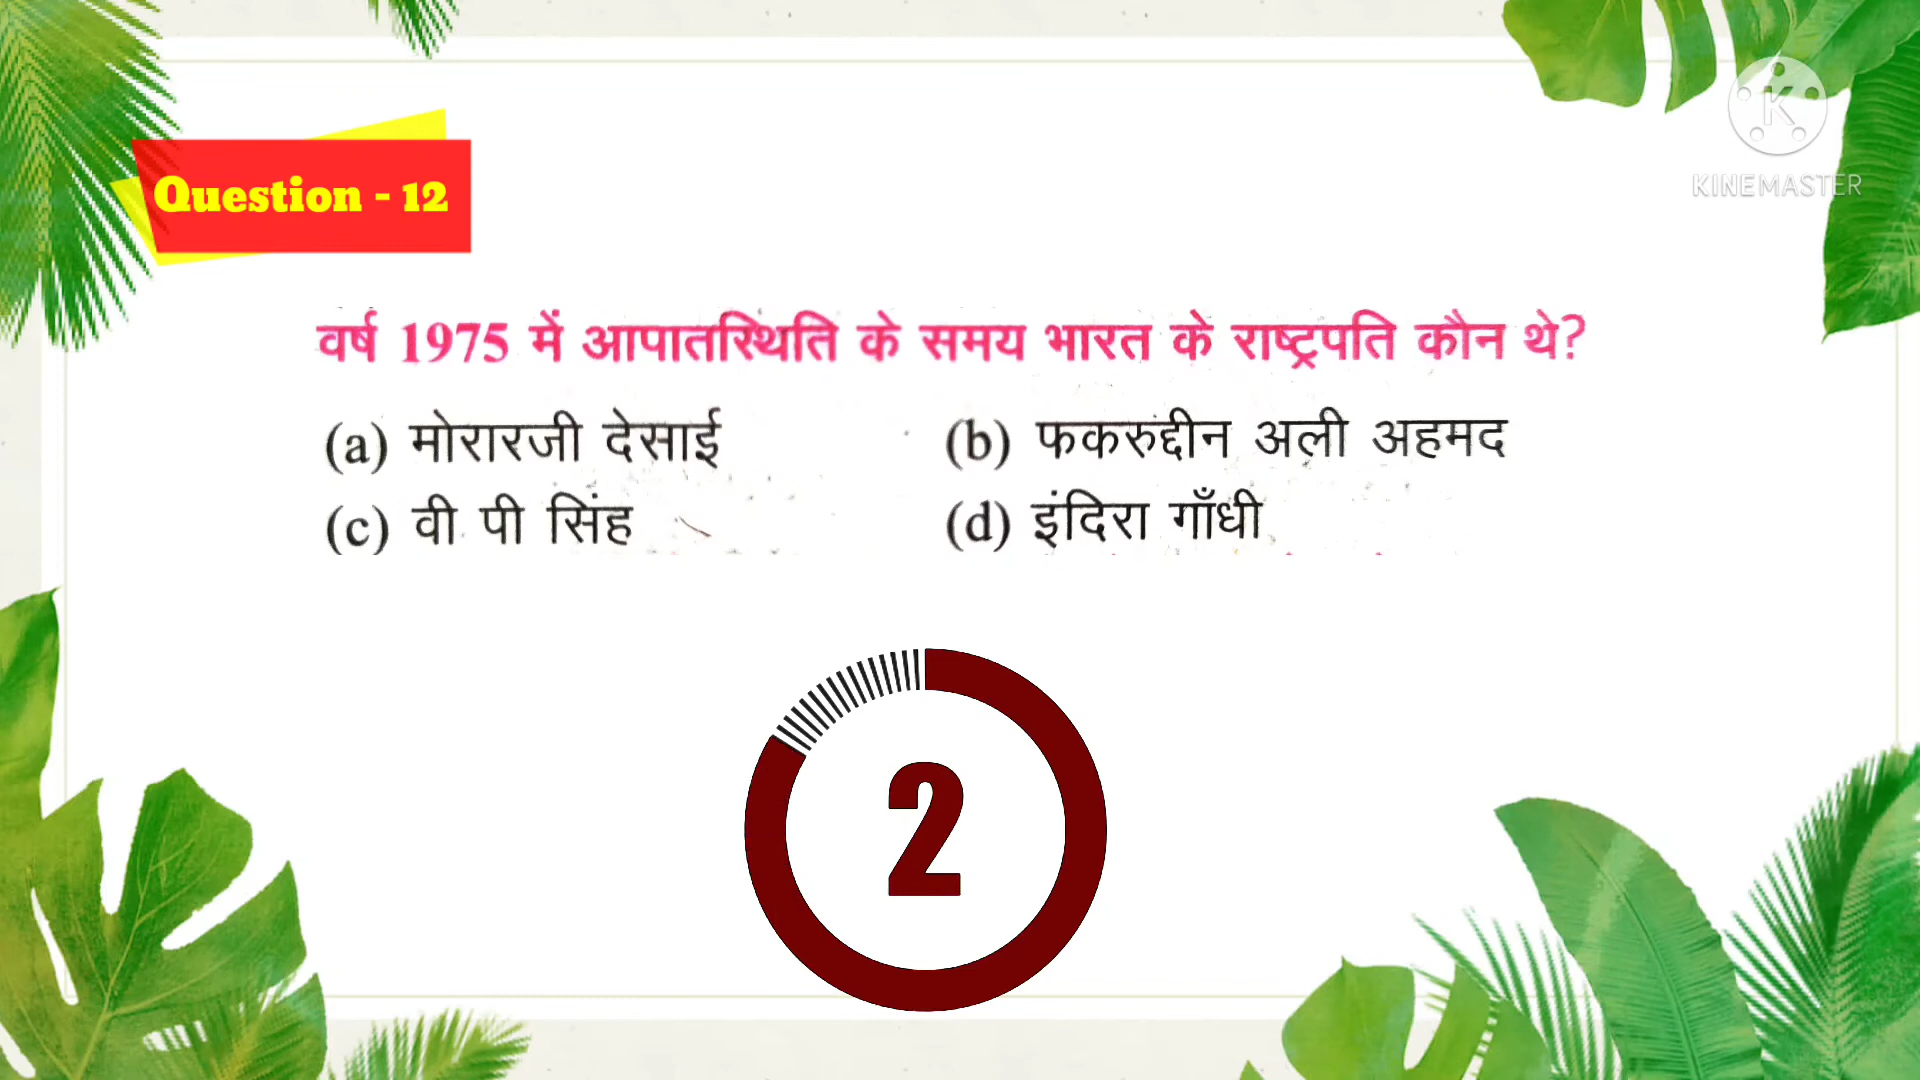 Question - 12
KINEMASTER
वर्ष 1975 में आपातस्थिति के समय भारत के राष्ट्रपति कौन थे?
(a) मोरारजी देसाई (b) फकरुद्दीन अली अहमद
(c) वी पी सिंह (d) इंदिरा गाँधी
2